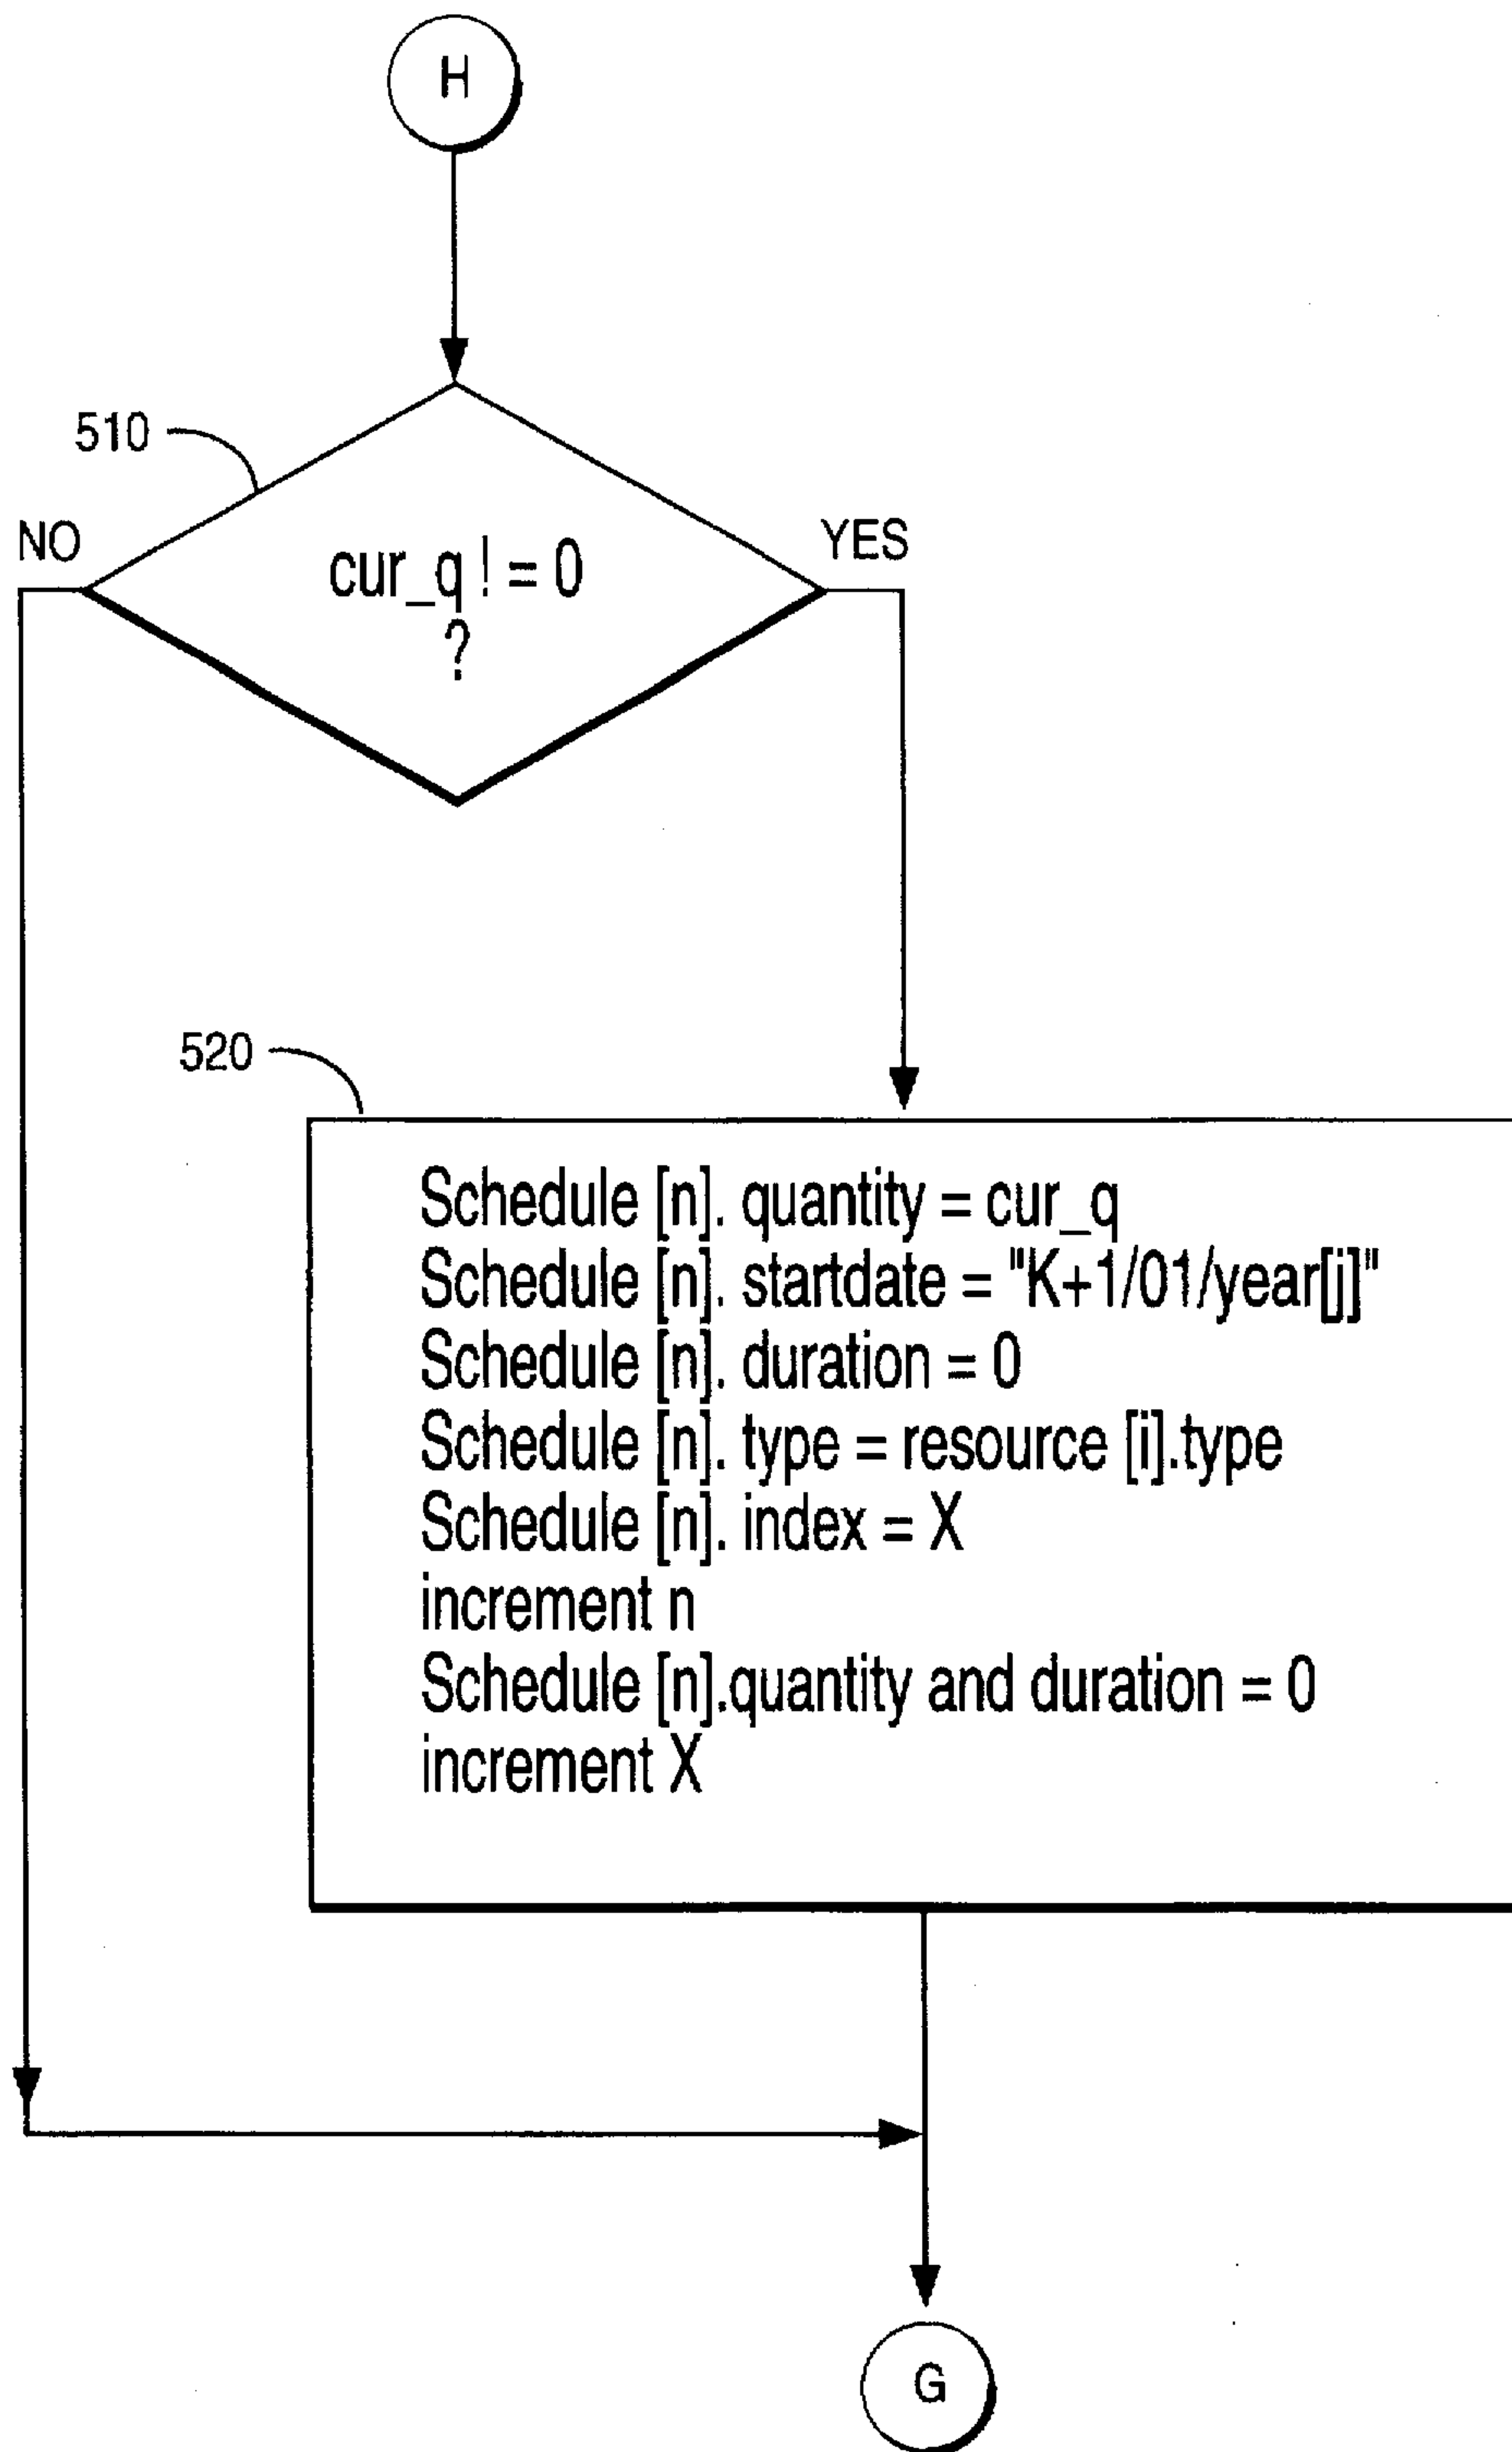 H
510
NO
YES
cur_q != 0
?
520
Schedule [n]. quantity = cur_q
Schedule [n]. startdate = "K+1/01/year[j]"
Schedule [n]. duration = 0
Schedule [n]. type = resource [i].type
Schedule [n]. index = X
increment n
Schedule [n].quantity and duration = 0
increment X
G